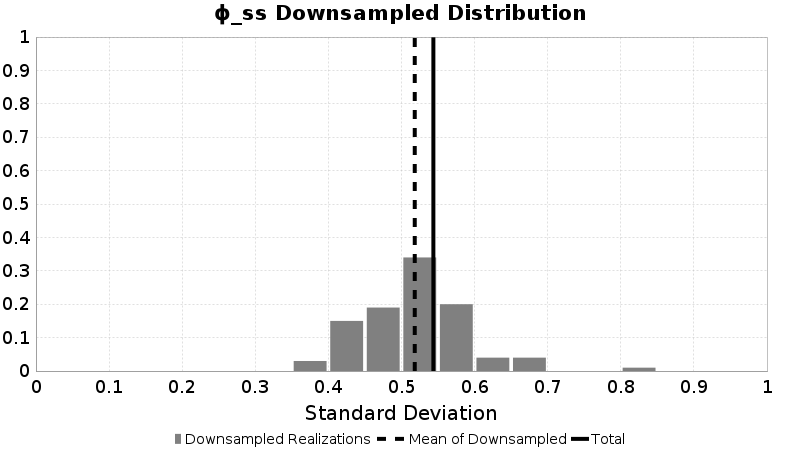 ϕ_ss Downsampled Distribution
1
0.9
0.8
0.7
0.6
0.5
0.4
0.3
0.2
0.1
0
0 0.1 0.2 0.3 0.4 0.5 0.6 0.7 0.8 0.9 1
Standard Deviation
Downsampled Realizations Mean of Downsampled Total